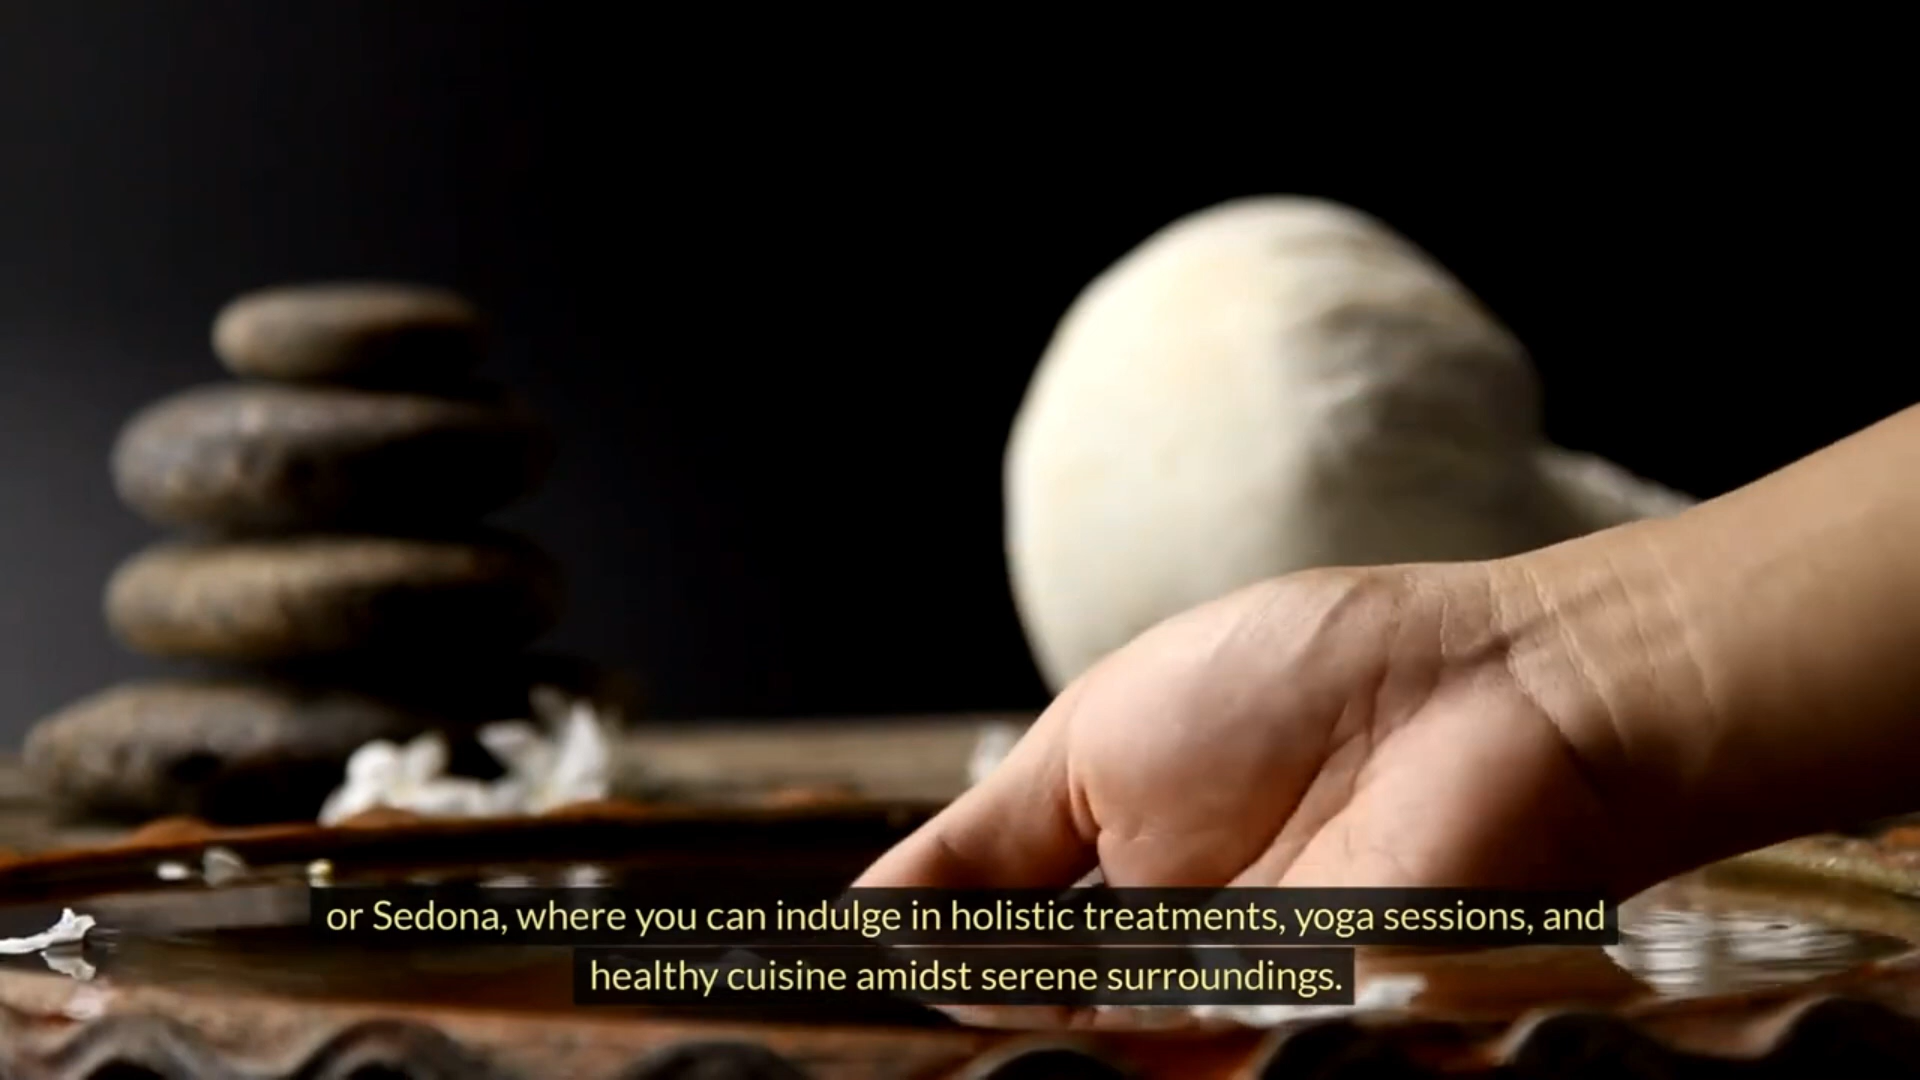 or Sedona, where you can indulge in holistic treatments, yoga sessions, and
healthy cuisine amidst serene surroundings.